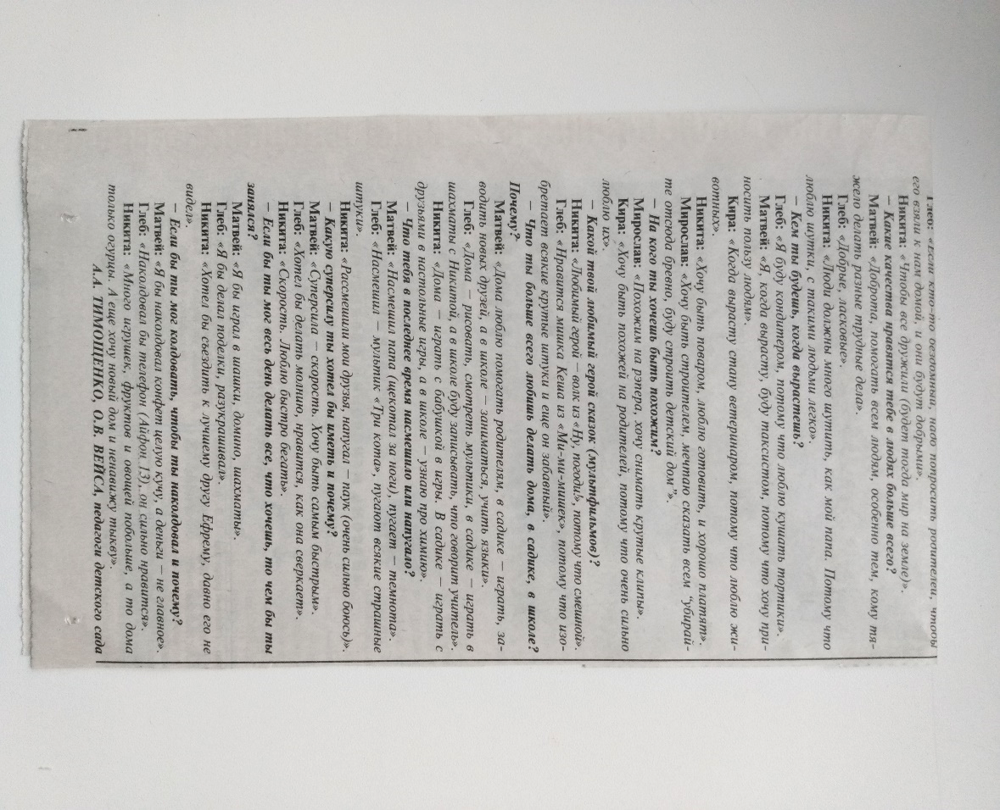 Глеб: «Если кто-то бездомный, надо попросить родителей, чтобы
его взяли к нам домой, и они будут добрыми».
Никита: «Чтобы все дружили (будет тогда мир на земле)».
– Какие качества нравятся тебе в людях больше всего?
Матвей: «Доброта, помогать всем людям, особенно тем, кому тя-
жело делать разные трудные дела».
Глеб: «Добрые, ласковые».
Никита: «Люди должны много шутить, как мой папа. Потому что
люблю шутки, с такими людьми легко».
– Кем ты будешь, когда вырастешь?
Глеб: «Я буду кондитером, потому что люблю кушать тортики».
Матвей: «Я, когда вырасту, буду таксистом, потому что хочу при-
носить пользу людям».
Кира: «Когда вырасту стану ветеринаром, потому что люблю жи-
вотных».
Никита: «Хочу быть поваром, люблю готовить, и хорошо платят».
Мирослав: «Хочу быть строителем, мечтаю сказать всем “убирай-
те отсюда бревно, буду строить детский дом”».
– На кого ты хочешь быть похожим?
Мирослав: «Похожим на рэпера, хочу снимать крутые клипы».
Кира: «Хочу быть похожей на родителей, потому что очень сильно
люблю их».
– Какой твой любимый герой сказок (мультфильмов)?
Никита: «Любимый герой – волк из «Ну, погоди!», потому что смешной».
Глеб: «Нравится мишка Кеша из «Ми-ми-мишек», потому что изо-
бретает всякие крутые штуки и еще он забавный».
– Что ты больше всего любишь делать дома, в садике, в школе?
Почему?
Матвей: «Дома люблю помогать родителям, в садике – играть, за-
водить новых друзей, а в школе – заниматься, учить языки».
Глеб: «Дома – рисовать, смотреть мультики, в садике – играть в
шахматы с Никитой, а в школе буду записывать, что говорит учитель».
Никита: «Дома – играть с бабушкой в игры. В садике – играть с
друзьями в настольные игры, а в школе – узнаю про химию».
– Что тебя в последнее время насмешило или напугало?
Матвей: «Насмешил папа (щекотал за ноги), пугает – темнота».
Глеб: «Насмешил – мультик «Три кота», пугают всякие страшные
штуки».
Никита: «Рассмешили мои друзья, напугал – паук (очень сильно боюсь)».
– Какую суперсилу ты хотел бы иметь и почему?
Матвей: «Суперсила – скорость. Хочу быть самым быстрым».
Глеб: «Хотел бы делать молнию, нравится, как она сверкает».
Никита: «Скорость. Люблю быстро бегать».
– Если бы ты мог весь день делать все, что хочешь, то чем бы ты
занялся?
Матвей: «Я бы играл в шашки, домино, шахматы».
Глеб: «Я бы делал поделки, разукрашивал».
Никита: «Хотел бы съездить к лучшему другу Ефрему, давно его не
видел».
– Если бы ты мог колдовать, чтобы ты наколдовал и почему?
Матвей: «Я бы наколдовал конфет целую кучу, а деньги – не главное».
Глеб: «Наколдовал бы телефон (Айфон 13), он сильно нравится».
Никита: «Много игрушек, фруктов и овощей побольше, а то дома
только огурцы. А еще хочу новый дом и ненавижу тыкву».
А.А. ТИМОЩЕНКО, О.В. ВЕЙСА, педагоги детского сада